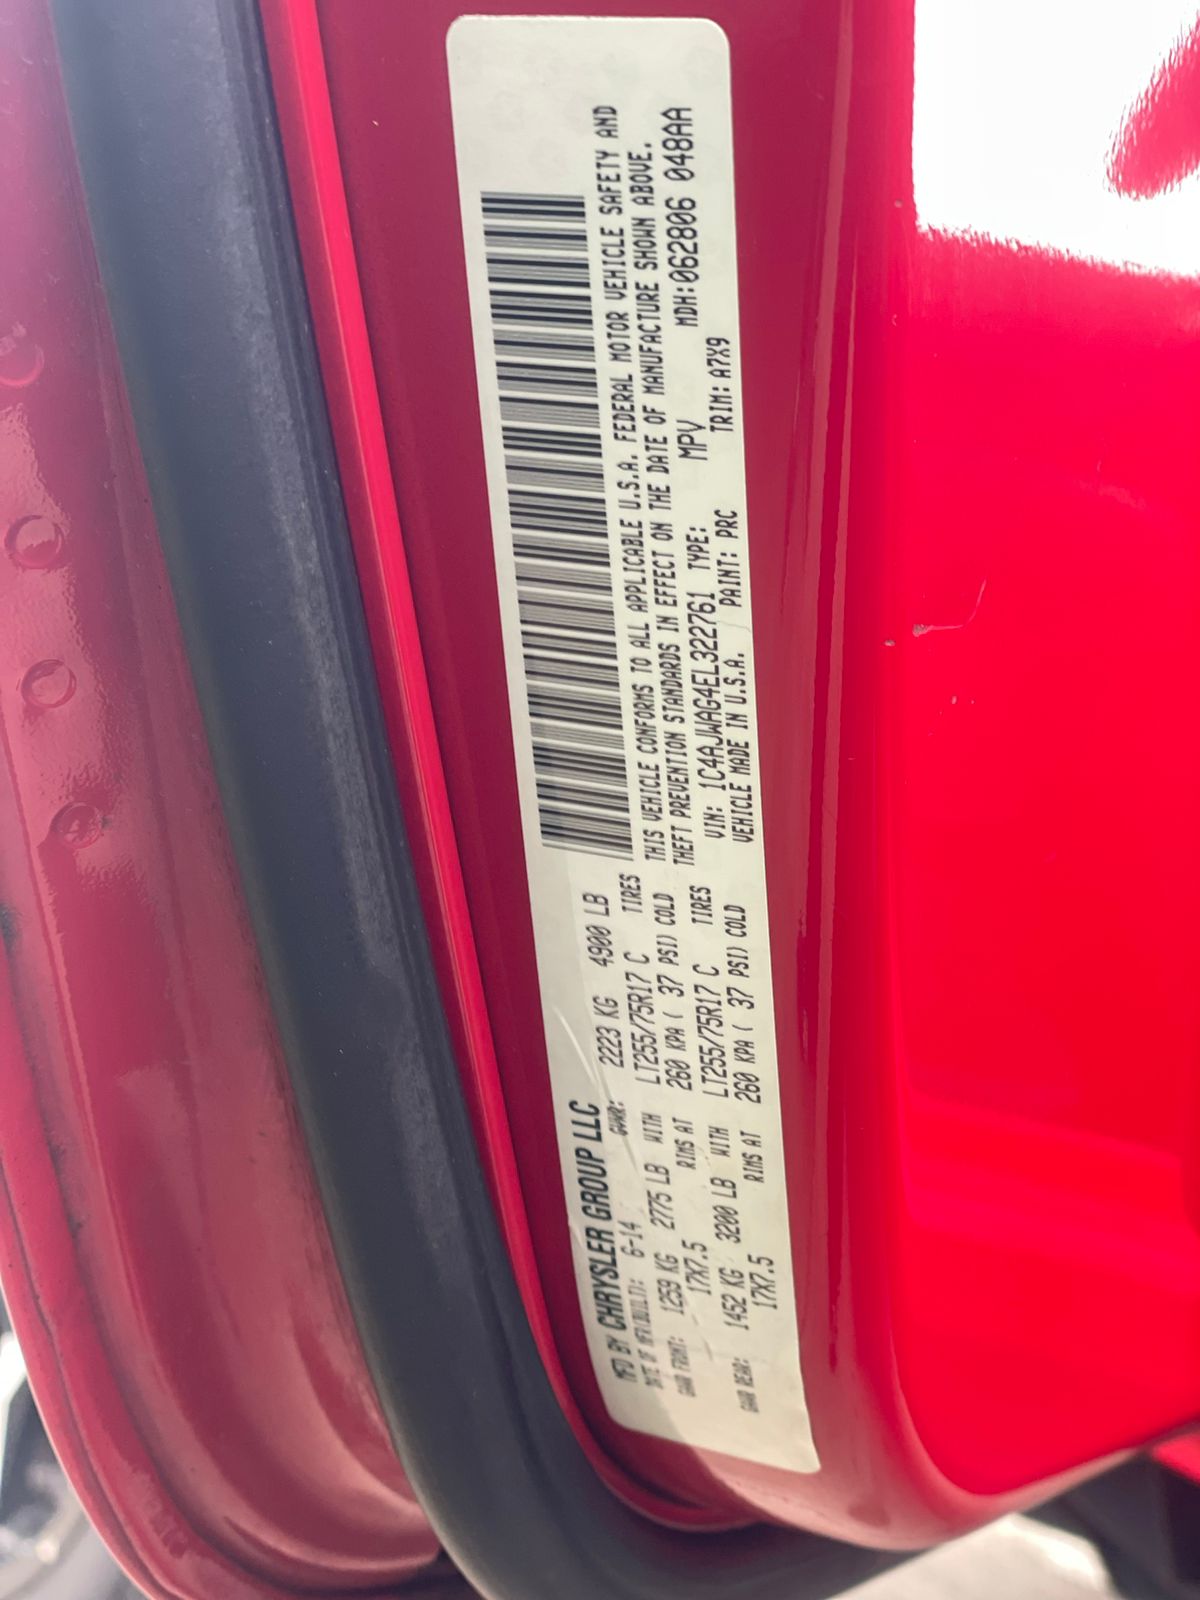 MFD BY CHRYSLER GROUP LLC
DATE OF MFR(BUILT): 6-14 GVWR: 2223 KG 4900 LB
GAWR FRONT: 1259 KG 2775 LB WITH LT255/75R17 C TIRES
17X7.5 RIMS AT 260 KPA ( 37 PSI) COLD
GAWR REAR: 1452 KG 3200 LB WITH LT255/75R17 C TIRES
17X7.5 RIMS AT 260 KPA ( 37 PSI) COLD
THIS VEHICLE CONFORMS TO ALL APPLICABLE U.S.A. FEDERAL MOTOR VEHICLE SAFETY AND
THEFT PREVENTION STANDARDS IN EFFECT ON THE DATE OF MANUFACTURE SHOWN ABOVE.
VIN: 1C4AJWAG4EL322761 TYPE: MPV MDH:062806 048AA
VEHICLE MADE IN U.S.A. PAINT: PRC TRIM: A7X9